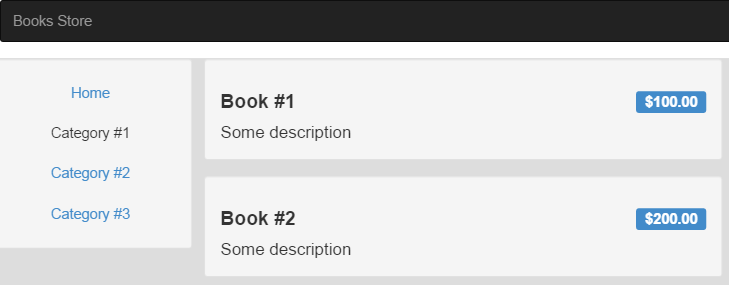 Books Store
Home
Category #1
Category #2
Category #3
Book #1
$100.00
Some description
Book #2
$200.00
Some description